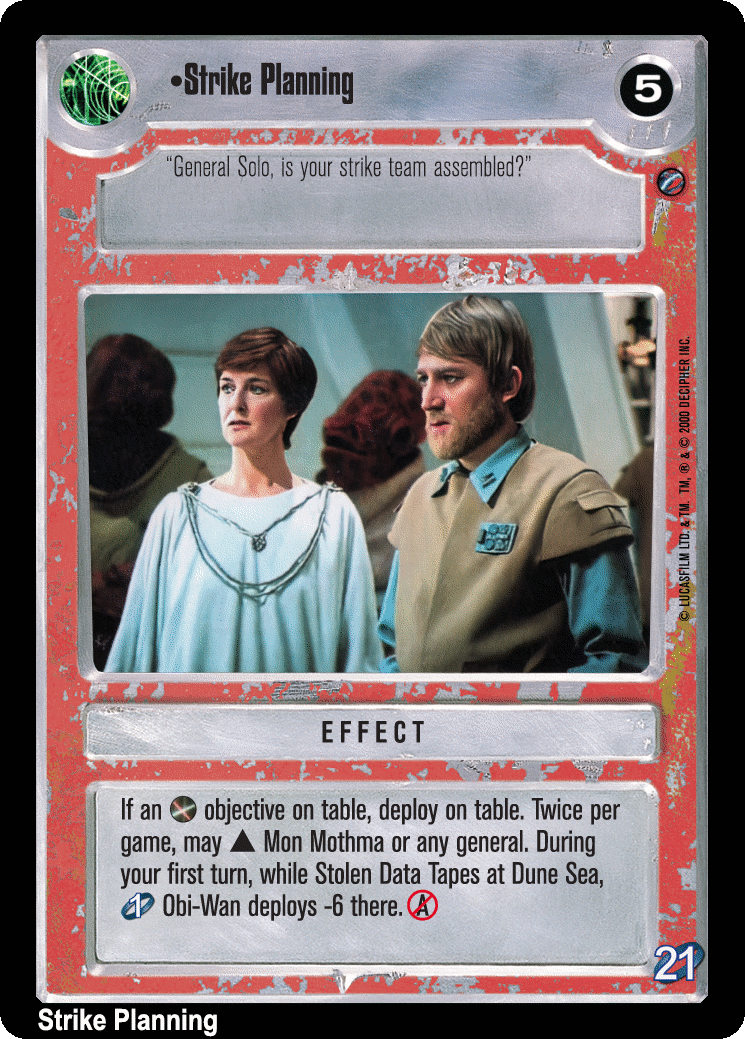 •Strike Planning
5
“General Solo, is your strike team assembled?”
© LUCASFILM LTD. & TM. TM, ® & © 2000 DECIPHER INC.
EFFECT
If an objective on table, deploy on table. Twice per
game, may ▲ Mon Mothma or any general. During
your first turn, while Stolen Data Tapes at Dune Sea,
1 Obi-Wan deploys -6 there. A
21
Strike Planning